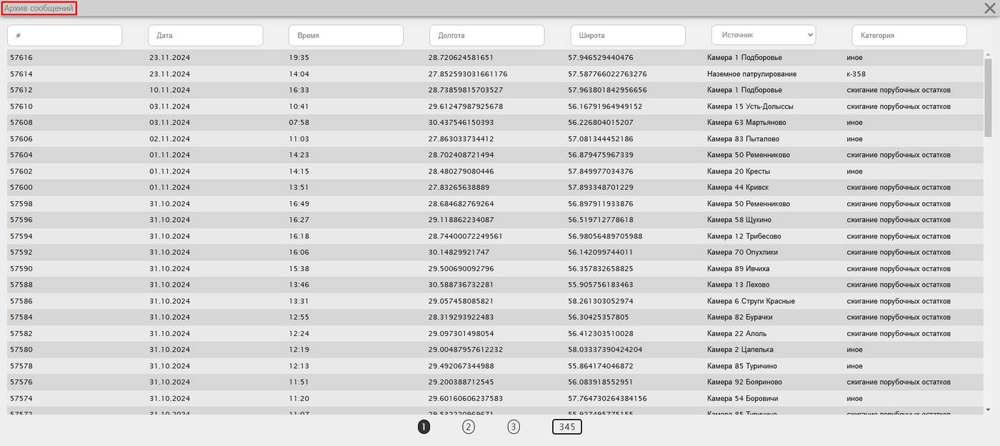 Архив сообщений
# Дата Время Долгота Широта Источник Категория
57616 23.11.2024 19:35 28.720624581651 57.946529440476 Камера 1 Подборовье иное
57614 23.11.2024 14:04 27.852593031661176 57.587766022763276 Наземное патрулирование к-358
57612 10.11.2024 16:33 28.73859815703527 57.963801842956656 Камера 1 Подборовье сжигание порубочных остатков
57610 03.11.2024 10:41 29.61247987925678 56.16791964949152 Камера 15 Усть-Долыссы сжигание порубочных остатков
57608 03.11.2024 07:58 30.437546150393 56.226804015207 Камера 63 Мартьяново иное
57606 02.11.2024 11:03 27.863033734412 57.081344452186 Камера 83 Пыталово иное
57604 01.11.2024 14:23 28.702408721494 56.879475967339 Камера 50 Ременниково сжигание порубочных остатков
57602 01.11.2024 14:15 28.480279080446 57.849977034376 Камера 20 Кресты иное
57600 01.11.2024 13:51 27.83265638889 57.893348701229 Камера 44 Кривск сжигание порубочных остатков
57598 31.10.2024 16:49 28.684682769264 56.897911933876 Камера 50 Ременниково сжигание порубочных остатков
57596 31.10.2024 16:27 29.118862234087 56.519712778618 Камера 58 Щукино сжигание порубочных остатков
57594 31.10.2024 16:18 28.74400072249561 56.98056489705988 Камера 12 Трибесово сжигание порубочных остатков
57592 31.10.2024 16:06 30.14829921747 56.142099744011 Камера 70 Опухлики сжигание порубочных остатков
57590 31.10.2024 15:38 29.500690092796 56.357832658825 Камера 89 Ивчиха сжигание порубочных остатков
57588 31.10.2024 13:46 30.588736732281 55.905756183463 Камера 13 Лехово сжигание порубочных остатков
57586 31.10.2024 13:31 29.057458085821 58.261303052974 Камера 6 Струги Красные сжигание порубочных остатков
57584 31.10.2024 12:55 28.319293922483 56.30425357805 Камера 82 Бурачки сжигание порубочных остатков
57582 31.10.2024 12:24 29.097301498054 56.412303510028 Камера 22 Алоль сжигание порубочных остатков
57580 31.10.2024 12:19 29.00487957612232 58.03337390424204 Камера 2 Цапелька иное
57578 31.10.2024 12:13 29.492067344988 55.864174046872 Камера 85 Туричино иное
57576 31.10.2024 11:51 29.200388712545 56.083918552951 Камера 92 Бояриново сжигание порубочных остатков
57574 31.10.2024 11:20 29.60160606237583 57.764730264384156 Камера 54 Боровичи иное
57572 31.10.2024 11:07 29.532220969671 55.927495775155 Камера 85 Туричино сжигание порубочных остатков
1 2 3 345